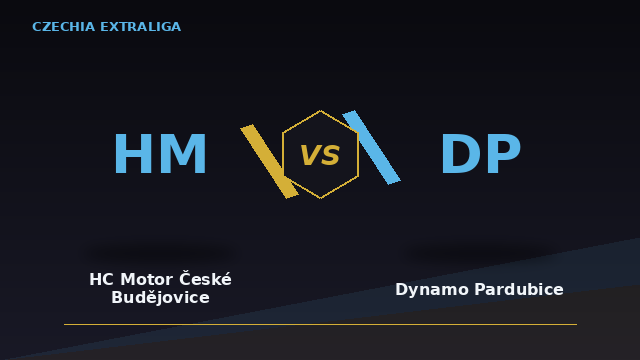 CZECHIA EXTRALIGA
HM
VS
DP
HC Motor České
Budějovice
Dynamo Pardubice